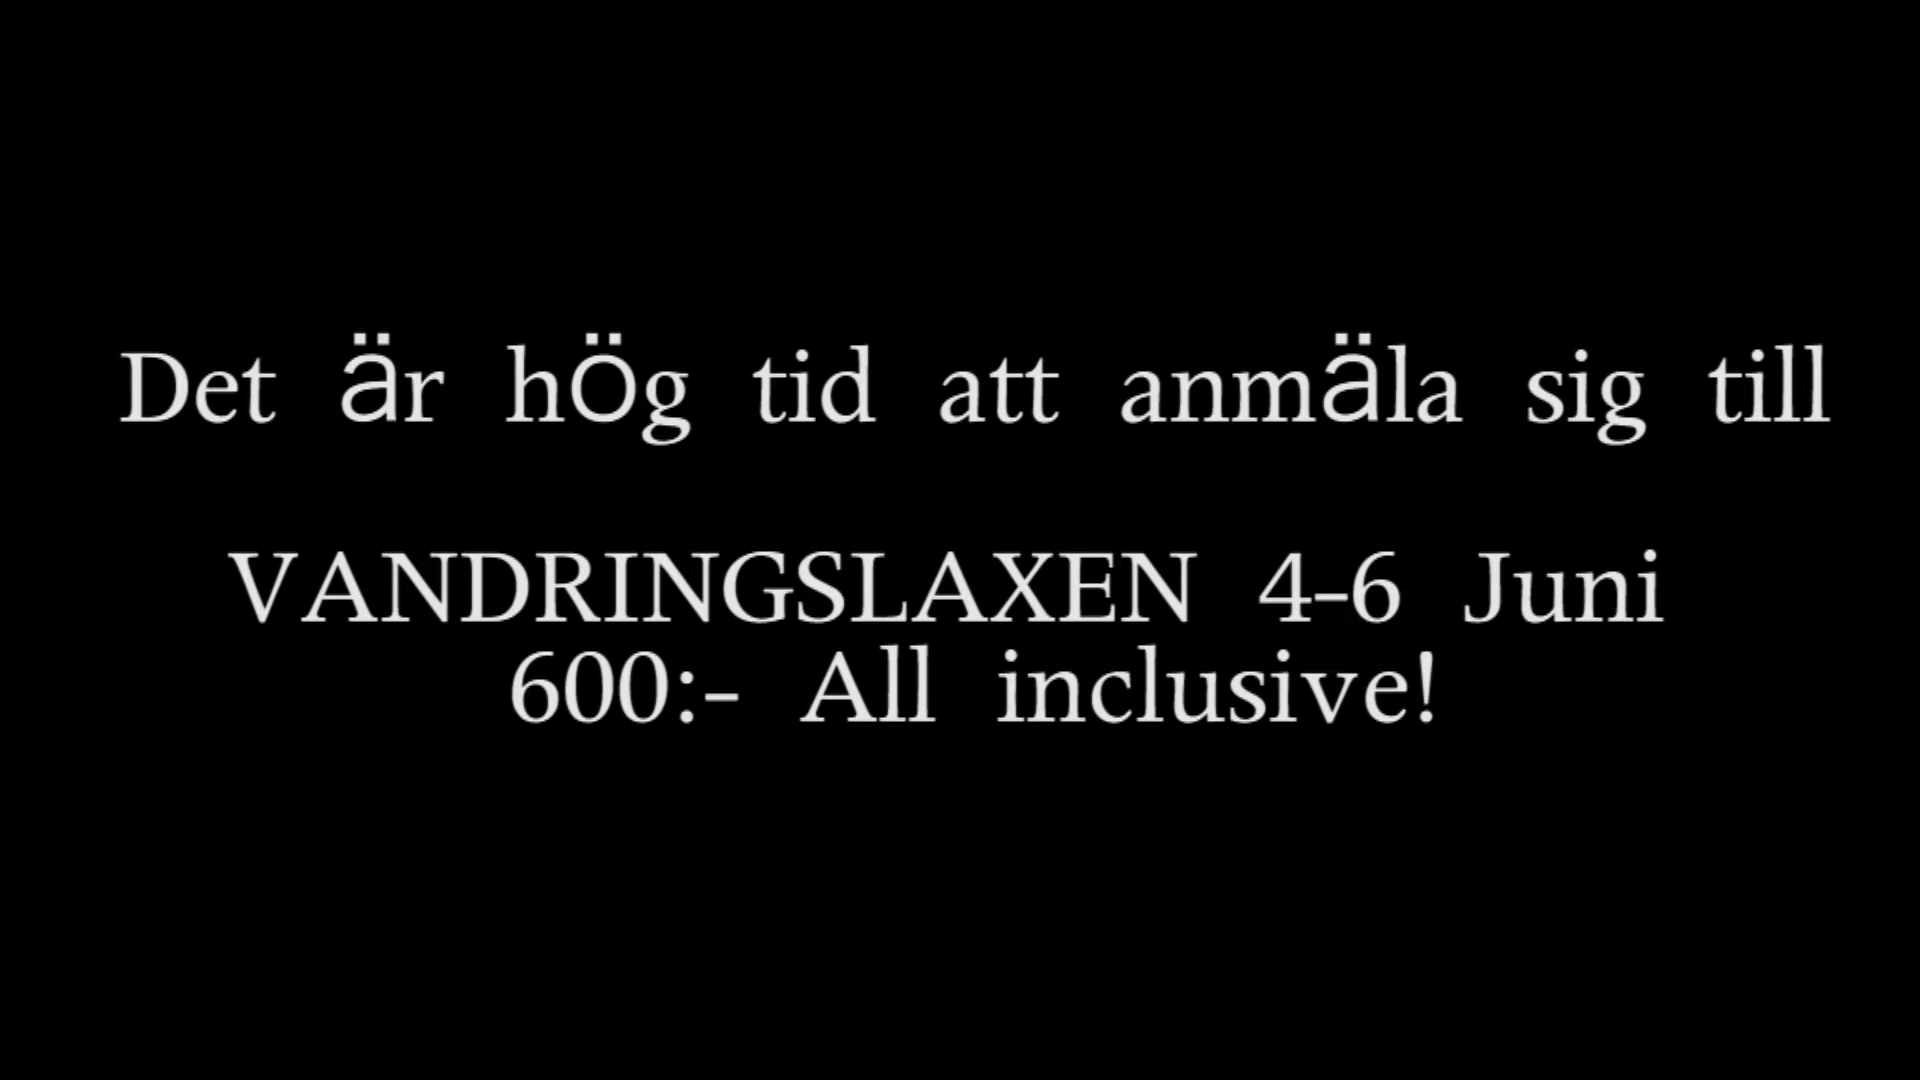 Det är hög tid att anmäla sig till
VANDRINGSLAXEN 4-6 Juni
600:- All inclusive!